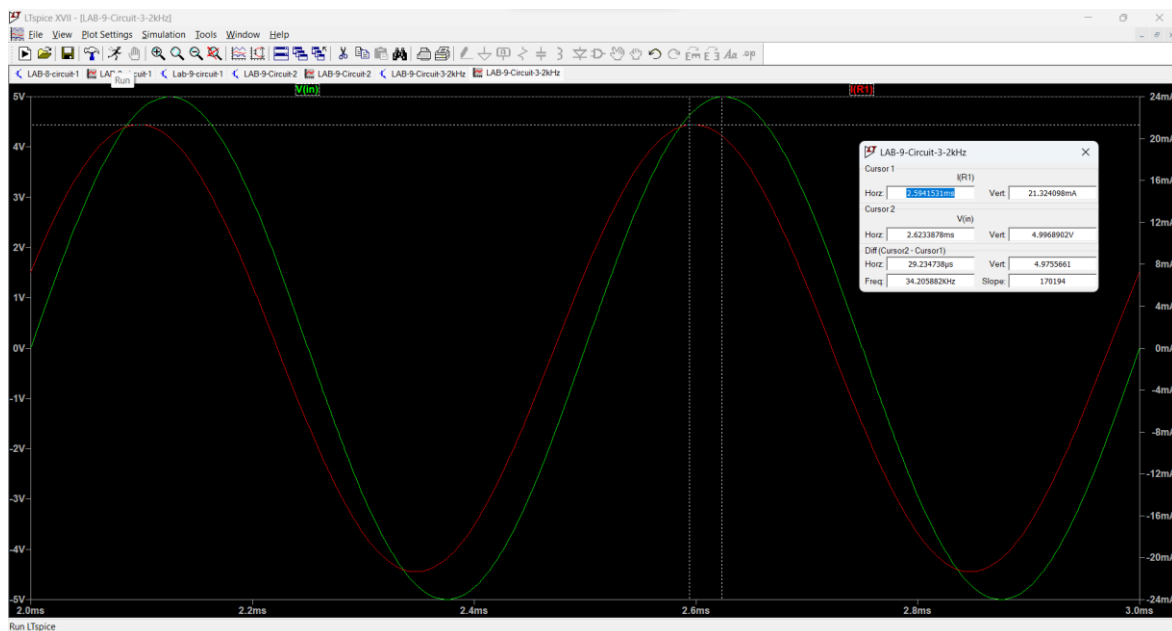 LTspice XVII - [LAB-9-Circuit-3-2kHz]
File View Plot Settings Simulation Tools Window Help
LAB-8-circuit-1 Lab-9-circuit-1 LAB-9-Circuit-2 LAB-9-Circuit-2 LAB-9-Circuit-3-2kHz LAB-9-Circuit-3-2kHz
Run
V(in) I(R1)
5V 24mA
4V 20mA
3V 16mA
2V 12mA
1V 8mA
0V 4mA
-1V 0mA
-2V -4mA
-3V -8mA
-4V -12mA
-5V -16mA
-20mA
-24mA
2.0ms 2.2ms 2.4ms 2.6ms 2.8ms 3.0ms
LAB-9-Circuit-3-2kHz
Cursor 1
I(R1)
Horz: 2.5941531ms Vert: 21.324098mA
Cursor 2
V(in)
Horz: 2.6233878ms Vert: 4.9968902V
Diff (Cursor2 - Cursor1)
Horz: 29.234738µs Vert: 4.9755661
Freq: 34.205882KHz Slope: 170194
Run LTspice